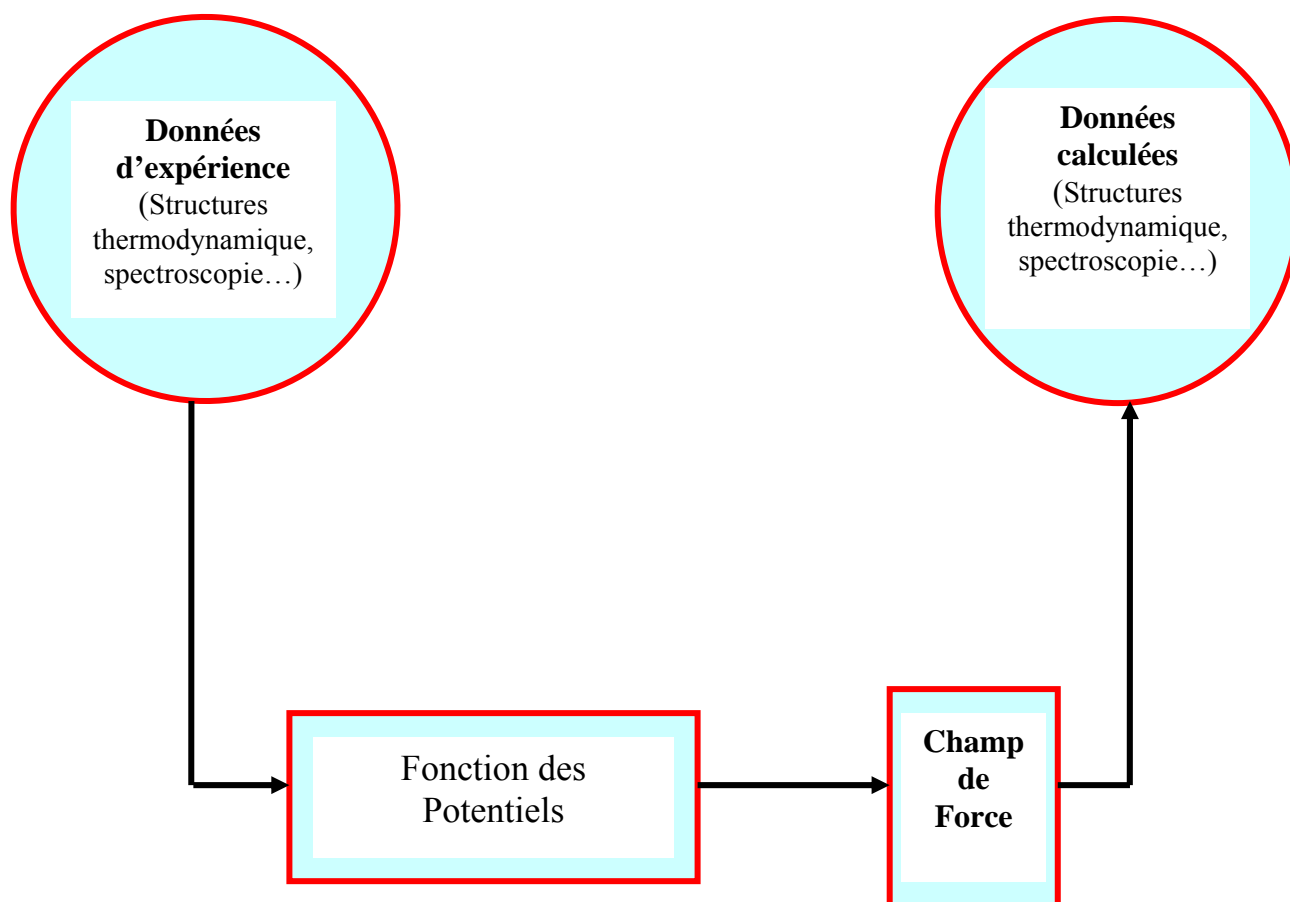 Données
d’expérience
(Structures
thermodynamique,
spectroscopie…)
Données
calculées
(Structures
thermodynamique,
spectroscopie…)
Fonction des
Potentiels
Champ
de
Force